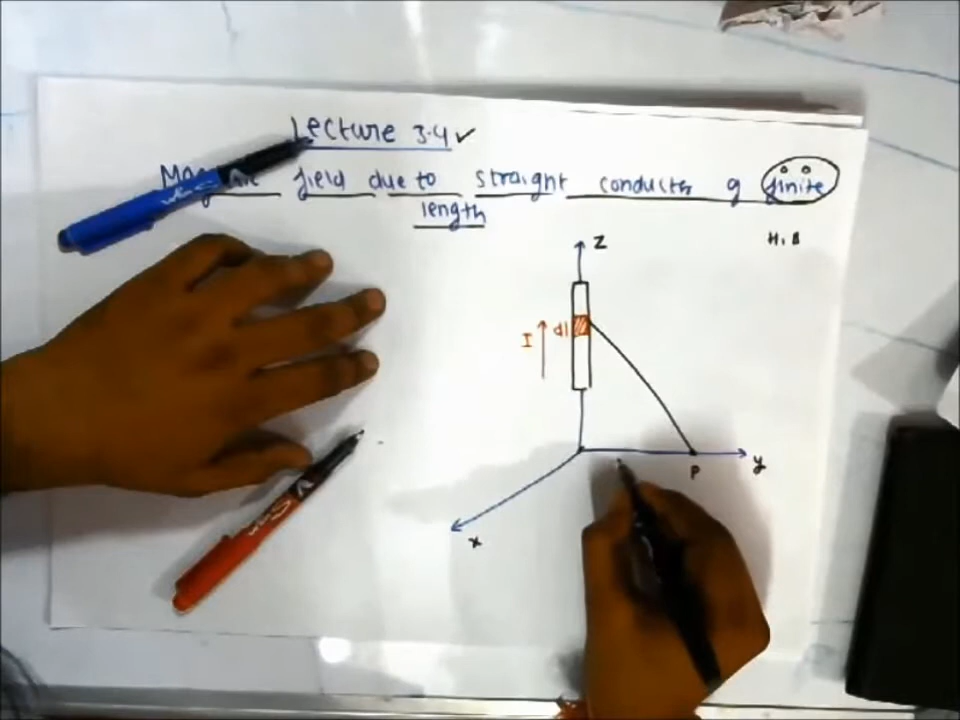 Lecture 3.4 ✓
field due to straight conductor of finite
length
H, B
Z
I dl
P
y
x